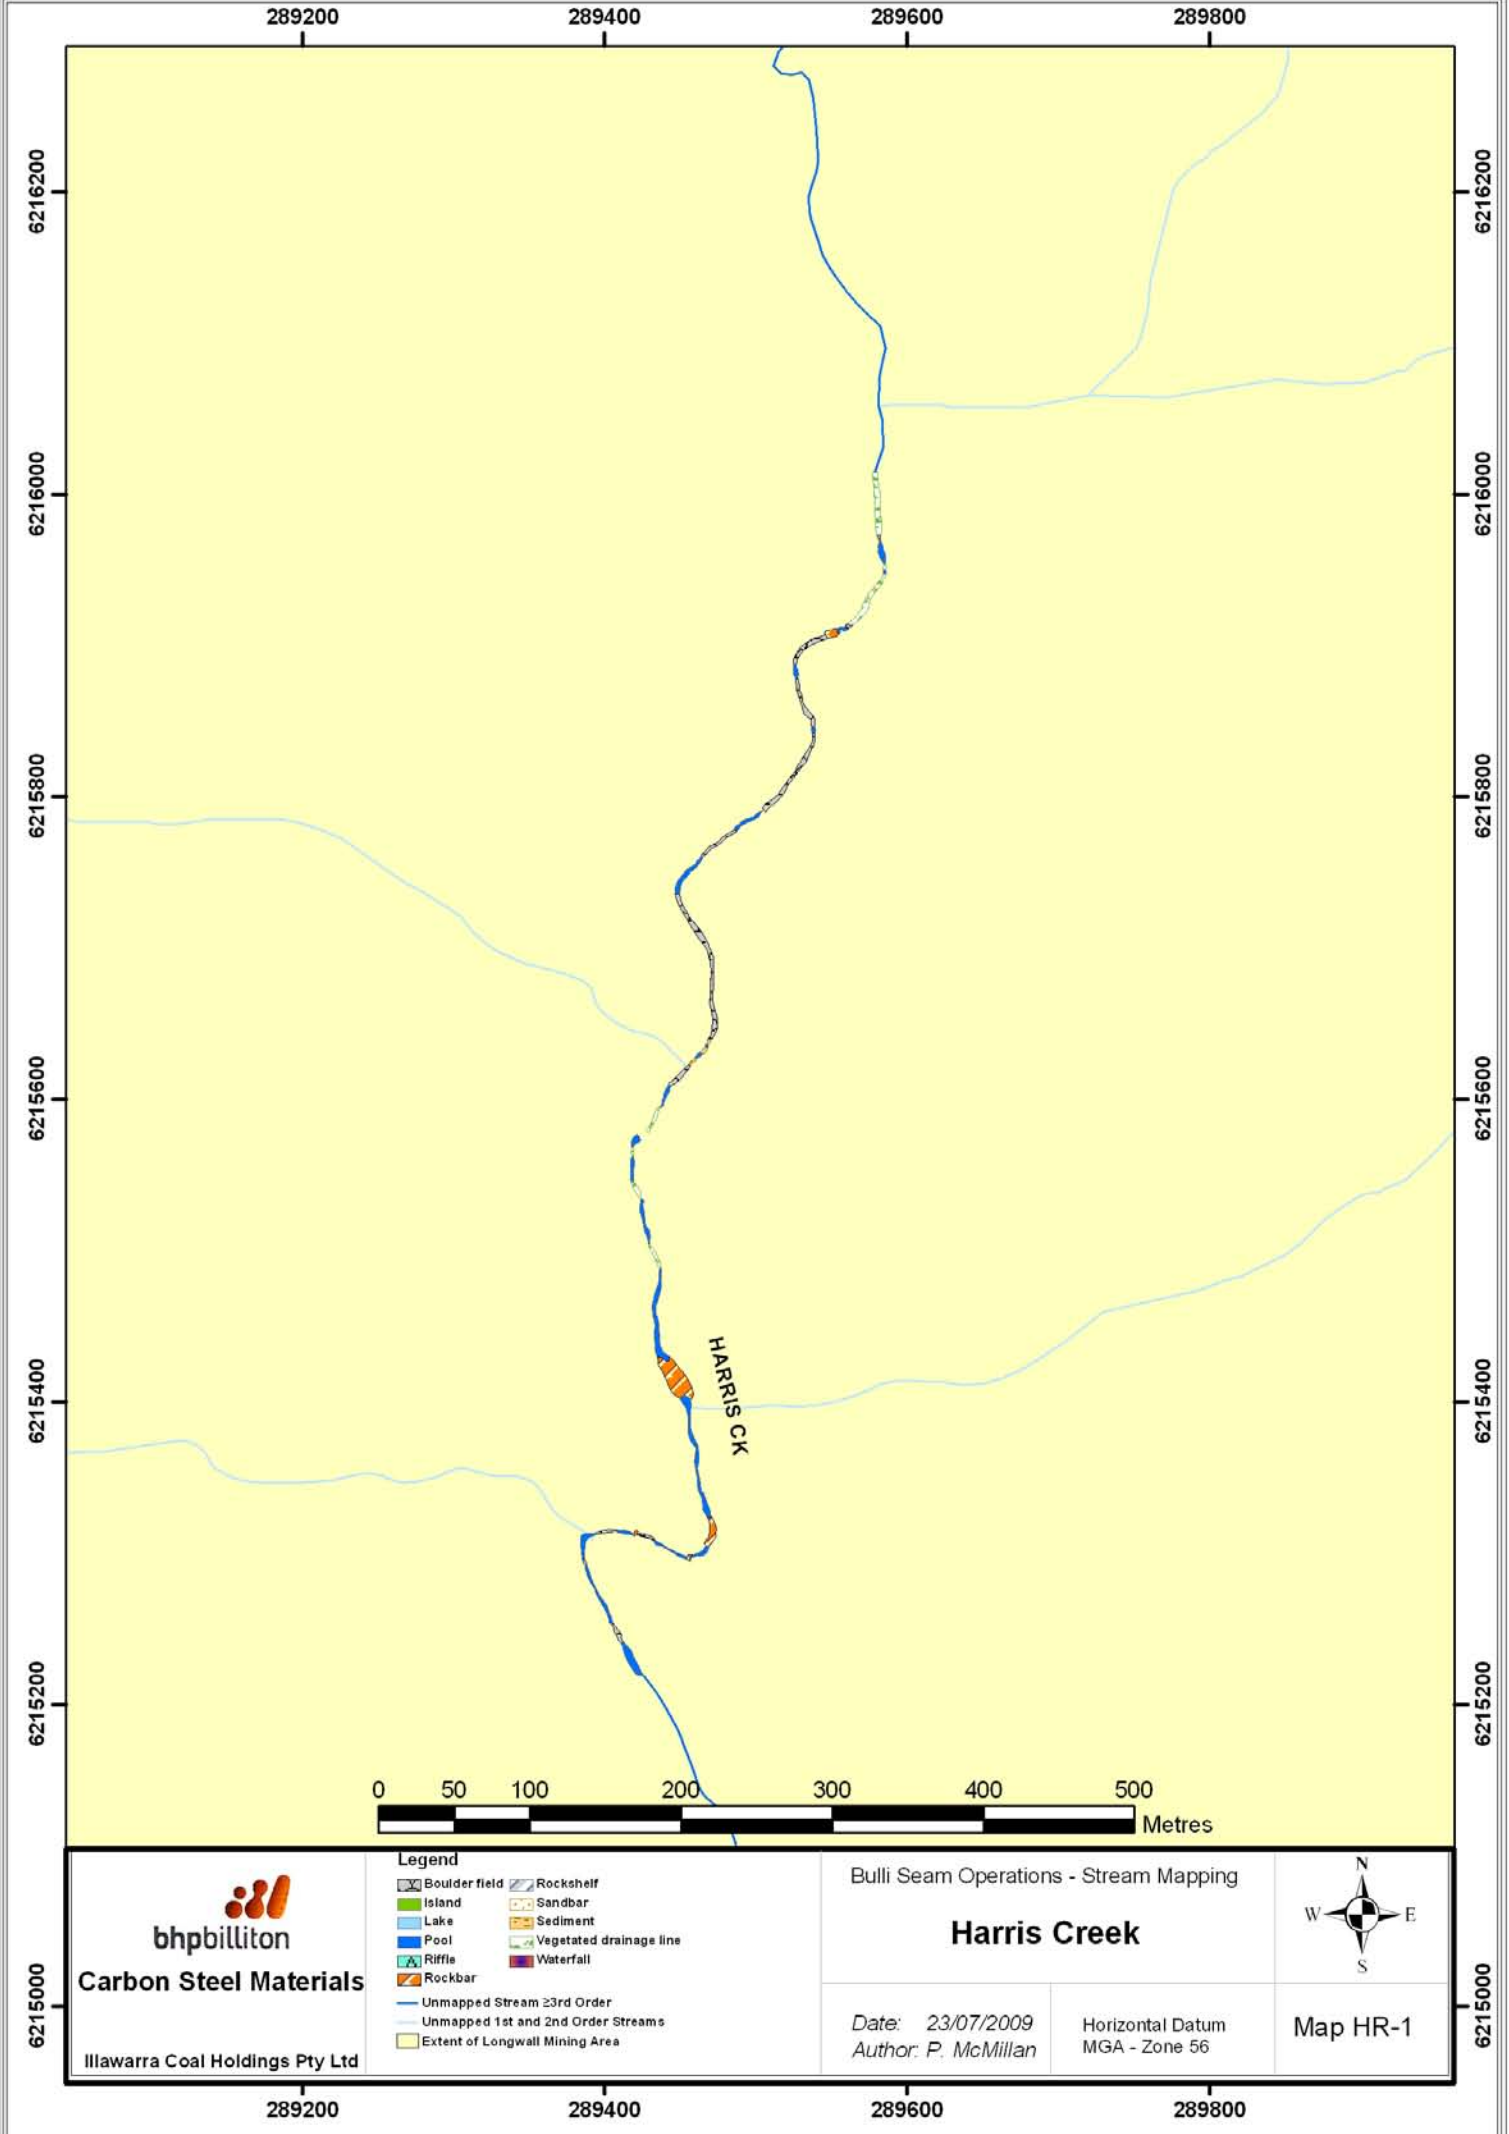 289200 289400 289600 289800
6216200 6216200
6216000 6216000
6215800 6215800
6215600 6215600
HARRIS CK
6215400 6215400
6215200 6215200
0 50 100 200 300 400 500
Metres
6215000 6215000
bhpbilliton
Carbon Steel Materials
Illawarra Coal Holdings Pty Ltd
Legend
Boulder field Rockshelf
Island Sandbar
Lake Sediment
Pool Vegetated drainage line
Riffle Waterfall
Rockbar
Unmapped Stream ≥3rd Order
Unmapped 1st and 2nd Order Streams
Extent of Longwall Mining Area
Bulli Seam Operations - Stream Mapping
Harris Creek
Date: 23/07/2009
Author: P. McMillan
Horizontal Datum
MGA - Zone 56
N
W E
S
Map HR-1
289200 289400 289600 289800